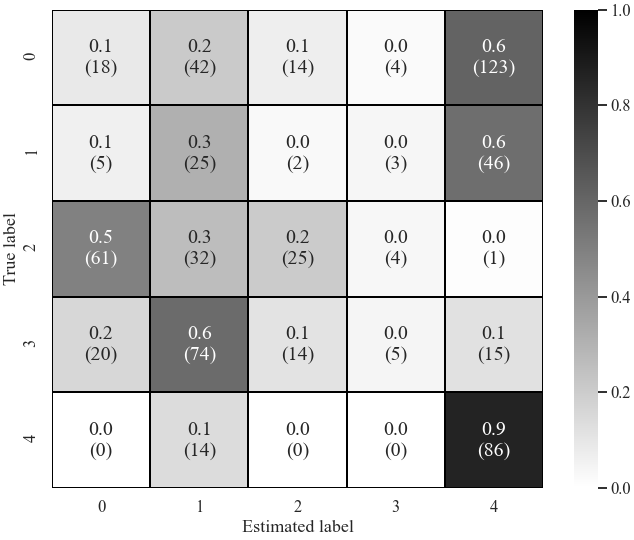 0.1 0.2 0.1 0.0 0.6
(18) (42) (14) (4) (123)
0.1 0.3 0.0 0.0 0.6
(5) (25) (2) (3) (46)
0.5 0.3 0.2 0.0 0.0
(61) (32) (25) (4) (1)
0.2 0.6 0.1 0.0 0.1
(20) (74) (14) (5) (15)
0.0 0.1 0.0 0.0 0.9
(0) (14) (0) (0) (86)
0
1
2
3
4
True label
0 1 2 3 4
Estimated label
1.0
0.8
0.6
0.4
0.2
0.0